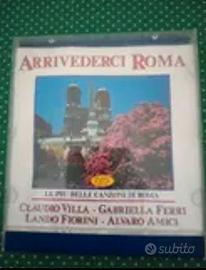 ARRIVEDERCI ROMA
LE PIÙ BELLE CANZONI DI ROMA
CLAUDIO VILLA - GABRIELLA FERRI
LANDO FIORINI - ALVARO AMICI
subito